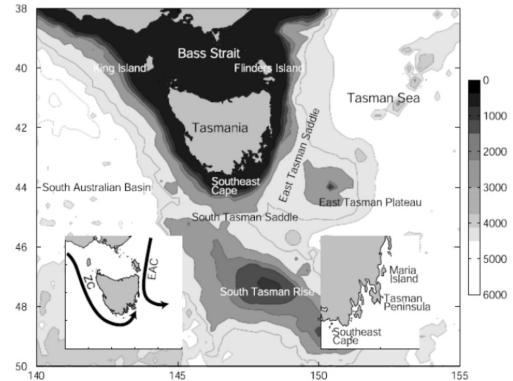 38
40
42
44
46
48
50
140
145
150
155
Bass Strait
King Island
Flinders Island
Tasman Sea
Tasmania
East Tasman Saddle
Southeast
Cape
South Australian Basin
East Tasman Plateau
South Tasman Saddle
South Tasman Rise
ZC
EAC
Maria
Island
Tasman
Peninsula
Southeast
Cape
0
1000
2000
3000
4000
5000
6000